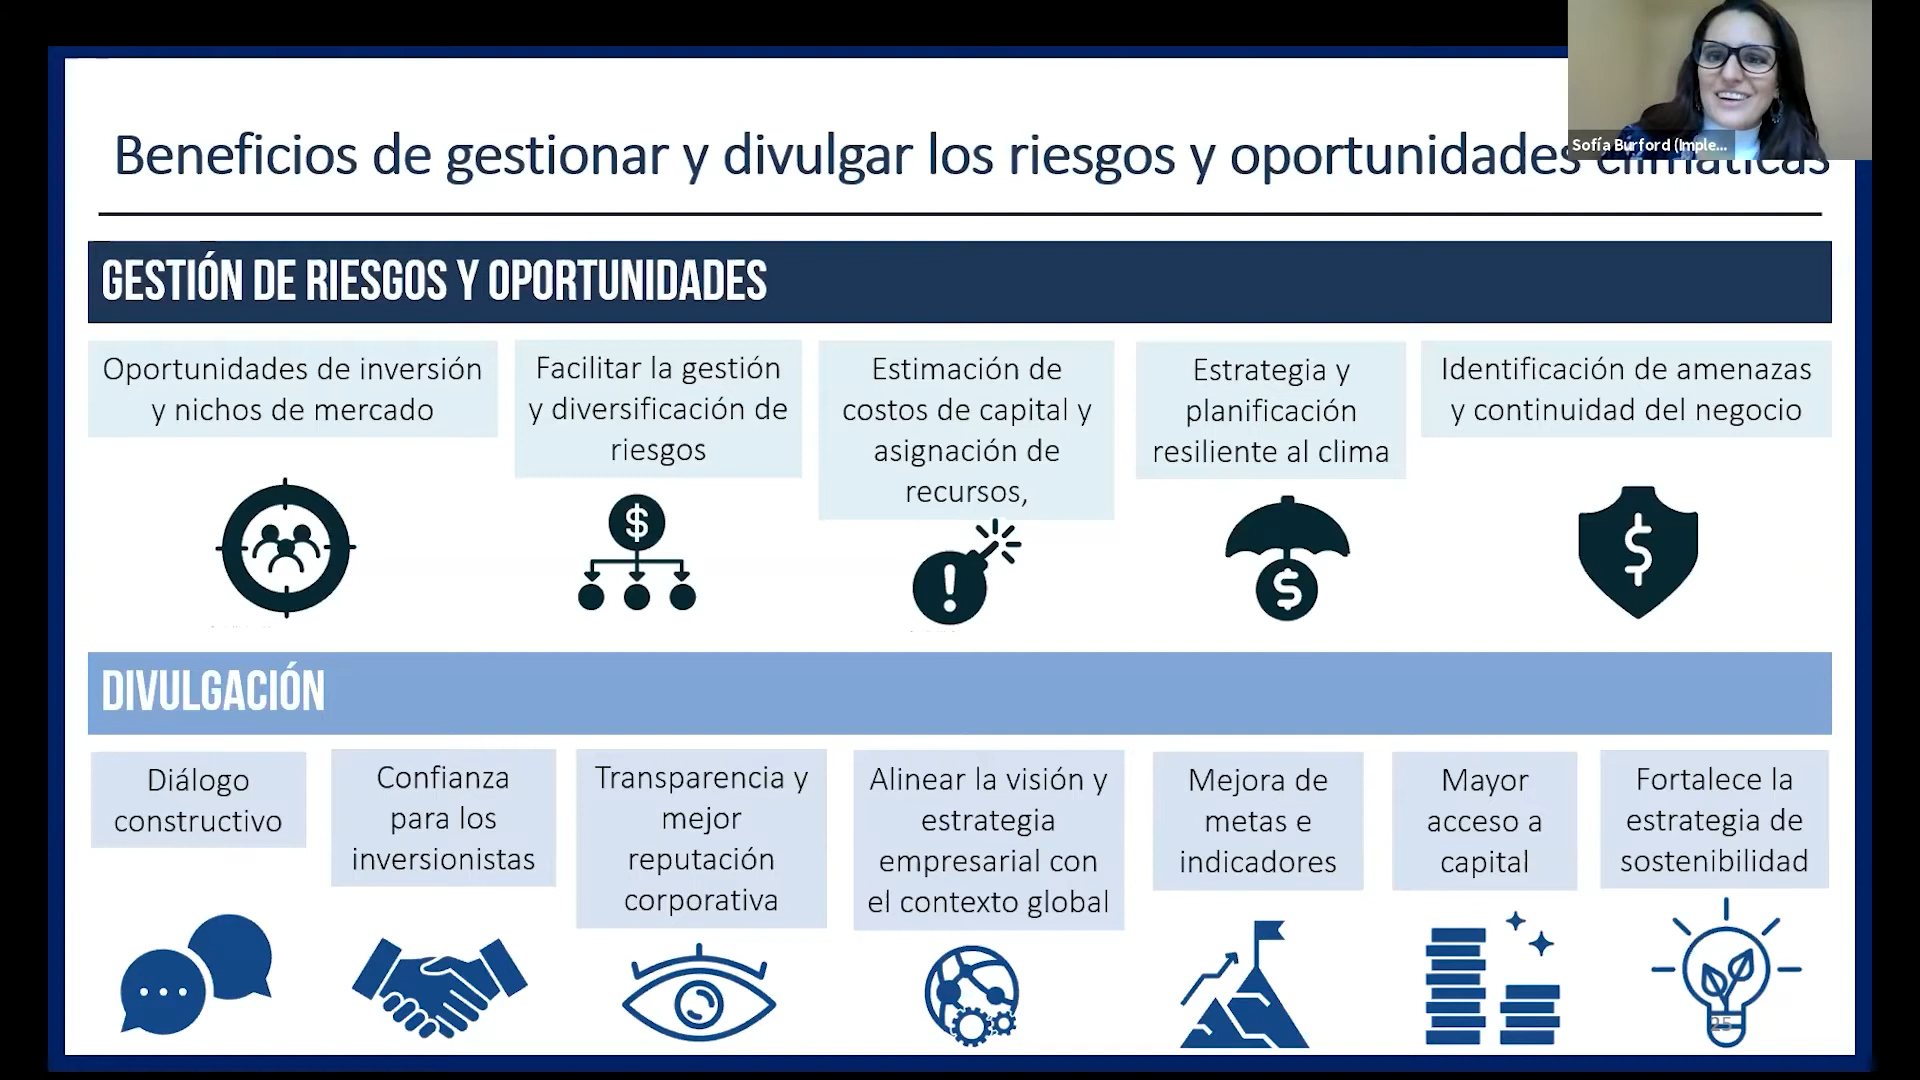 Sofía Burford (Imple...
Beneficios de gestionar y divulgar los riesgos y oportunidades climáticas
GESTIÓN DE RIESGOS Y OPORTUNIDADES
Oportunidades de inversión
y nichos de mercado
Facilitar la gestión
y diversificación de
riesgos
Estimación de
costos de capital y
asignación de
recursos,
Estrategia y
planificación
resiliente al clima
Identificación de amenazas
y continuidad del negocio
DIVULGACIÓN
Diálogo
constructivo
Confianza
para los
inversionistas
Transparencia y
mejor
reputación
corporativa
Alinear la visión y
estrategia
empresarial con
el contexto global
Mejora de
metas e
indicadores
Mayor
acceso a
capital
Fortalece la
estrategia de
sostenibilidad
25